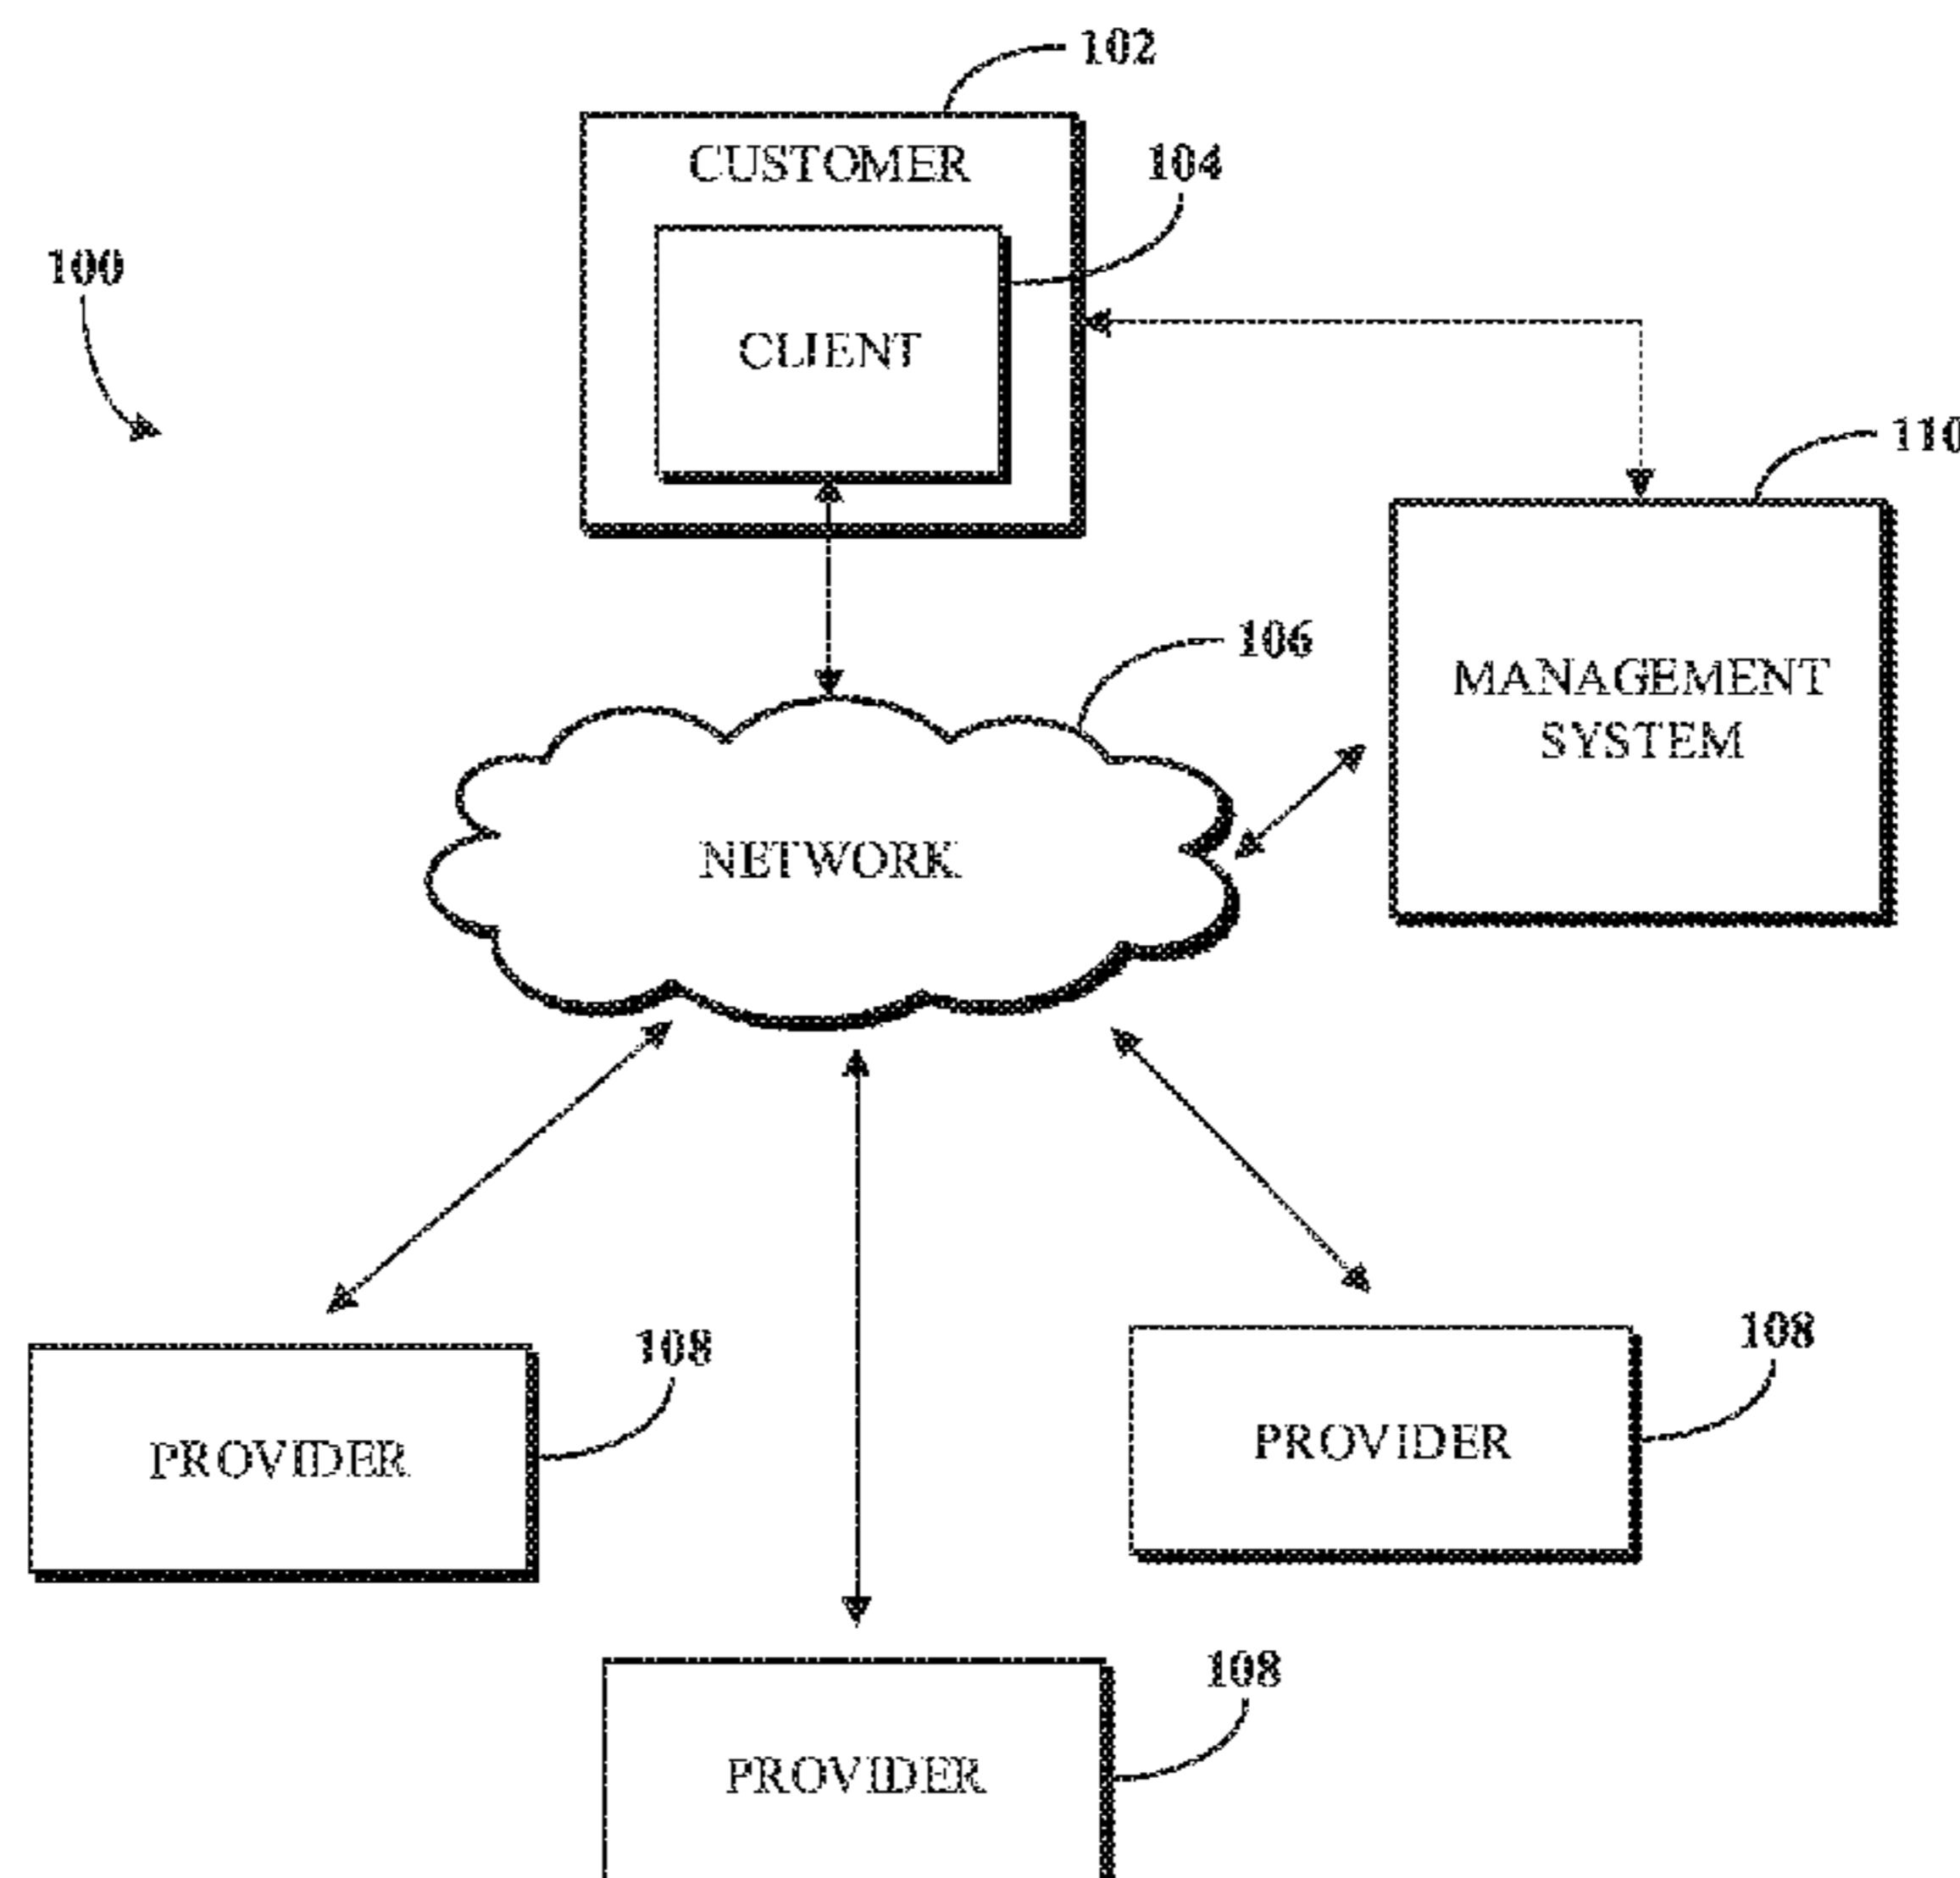 102
CUSTOMER
104
100
CLIENT
110
106
MANAGEMENT
SYSTEM
NETWORK
108
108
PROVIDER
PROVIDER
108
PROVIDER